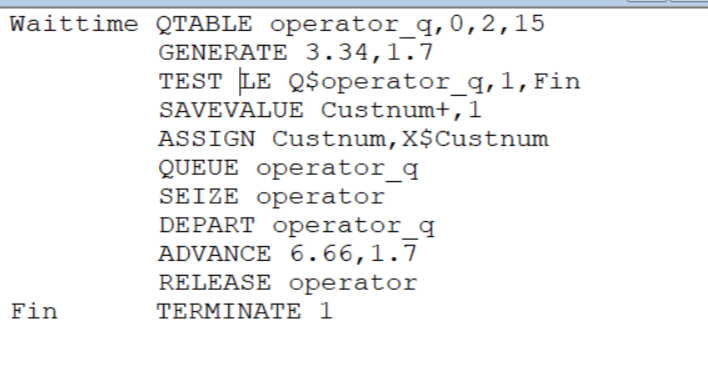 Waittime QTABLE operator_q,0,2,15
GENERATE 3.34,1.7
TEST LE Q$operator_q,1,Fin
SAVEVALUE Custnum+,1
ASSIGN Custnum,X$Custnum
QUEUE operator_q
SEIZE operator
DEPART operator_q
ADVANCE 6.66,1.7
RELEASE operator
Fin TERMINATE 1